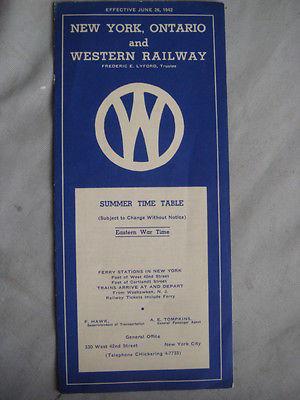 EFFECTIVE JUNE 26, 1942
NEW YORK, ONTARIO
and
WESTERN RAILWAY
FREDERIC E. LYFORD, Trustee
W
SUMMER TIME TABLE
(Subject to Change Without Notice)
Eastern War Time
FERRY STATIONS IN NEW YORK
Foot of West 42nd Street
Foot of Cortlandt Street
TRAINS ARRIVE AT AND DEPART
From Weehawken, N. J.
Railway Tickets Include Ferry
F. HAWK,
Superintendent of Transportation
A. E. TOMPKINS,
General Passenger Agent
General Office
330 West 42nd Street
New York City
(Telephone CHickering 4-7735)